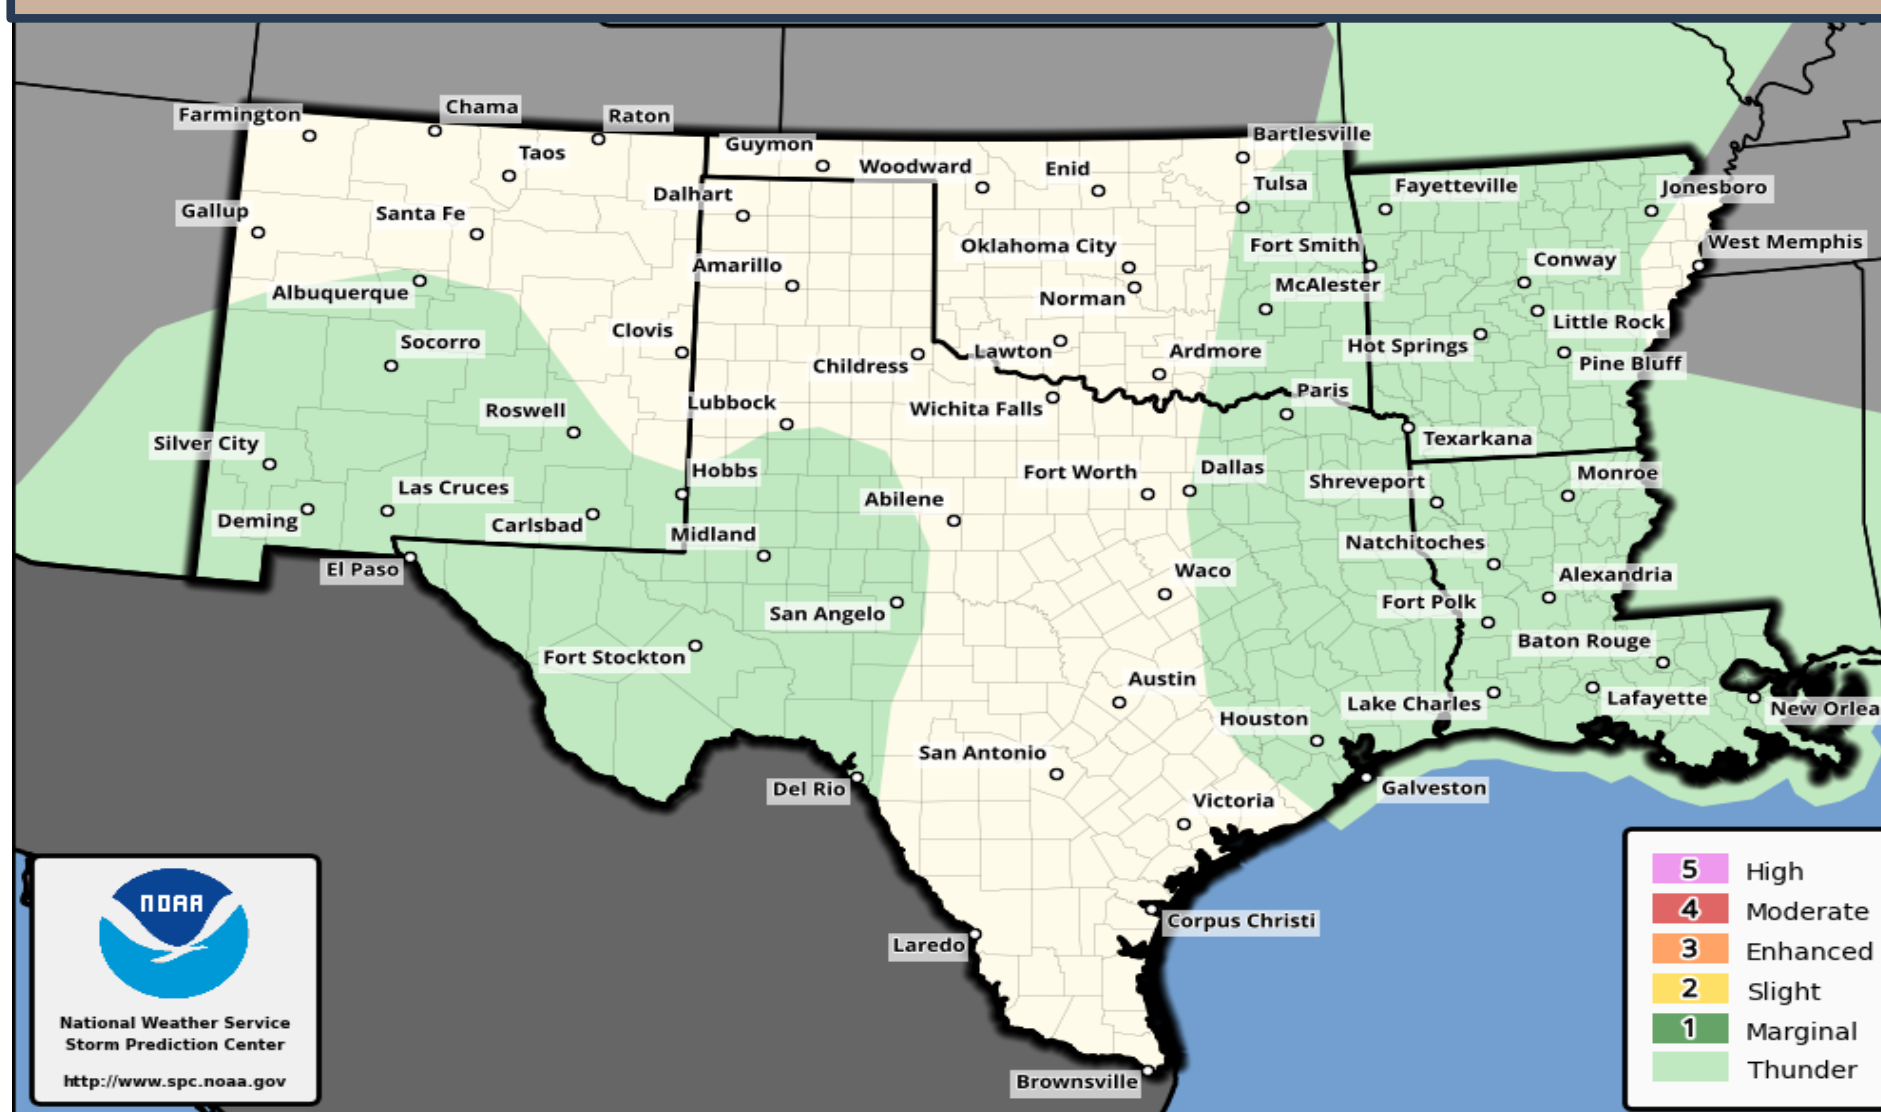 Farmington
Chama
Raton
Taos
Guymon
Woodward
Enid
Bartlesville
Tulsa
Fayetteville
Jonesboro
Gallup
Santa Fe
Dalhart
Oklahoma City
Fort Smith
West Memphis
Amarillo
Conway
Albuquerque
Norman
McAlester
Little Rock
Socorro
Clovis
Childress
Lawton
Ardmore
Hot Springs
Pine Bluff
Roswell
Lubbock
Wichita Falls
Paris
Texarkana
Silver City
Hobbs
Fort Worth
Dallas
Shreveport
Monroe
Las Cruces
Abilene
Deming
Carlsbad
Midland
Natchitoches
El Paso
Waco
Alexandria
San Angelo
Fort Polk
Fort Stockton
Baton Rouge
Austin
Lake Charles
Lafayette
New Orlea
Houston
San Antonio
Del Rio
Galveston
Victoria
Corpus Christi
Laredo
Brownsville
NOAA
National Weather Service
Storm Prediction Center
http://www.spc.noaa.gov
5 High
4 Moderate
3 Enhanced
2 Slight
1 Marginal
Thunder